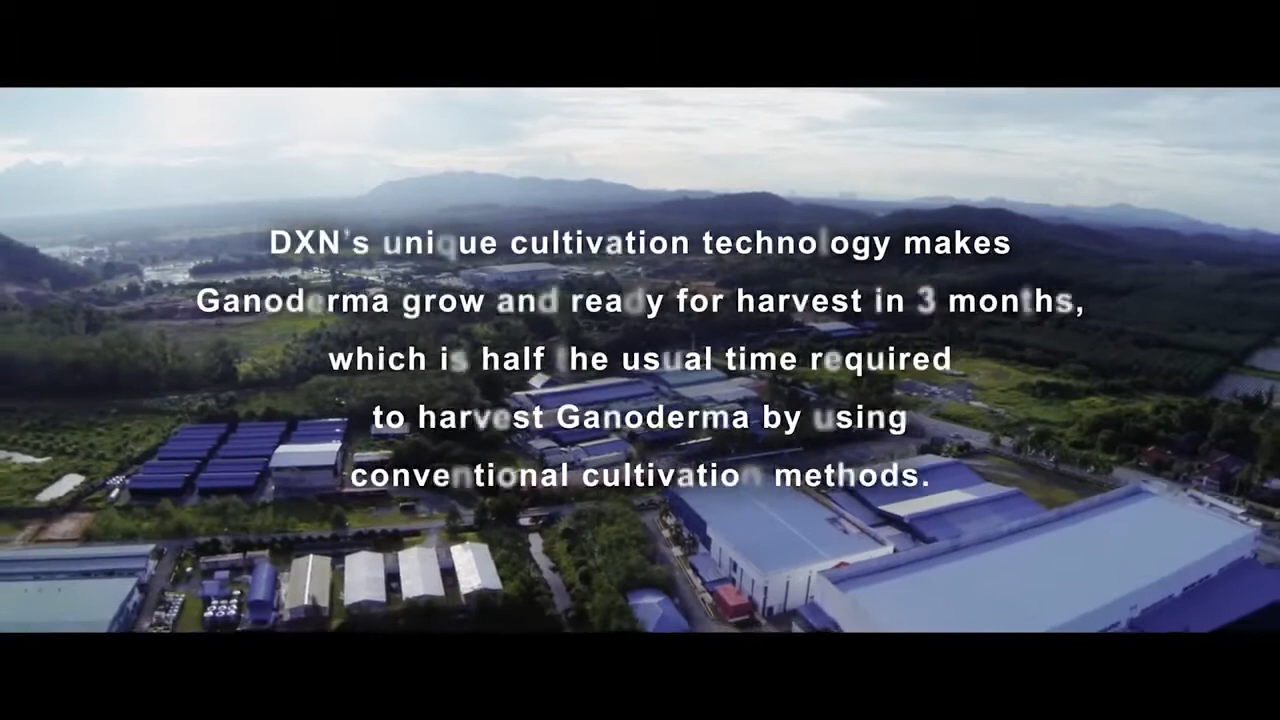 DXN's unique cultivation technology makes
Ganoderma grow and ready for harvest in 3 months,
which is half the usual time required
to harvest Ganoderma by using
conventional cultivation methods.